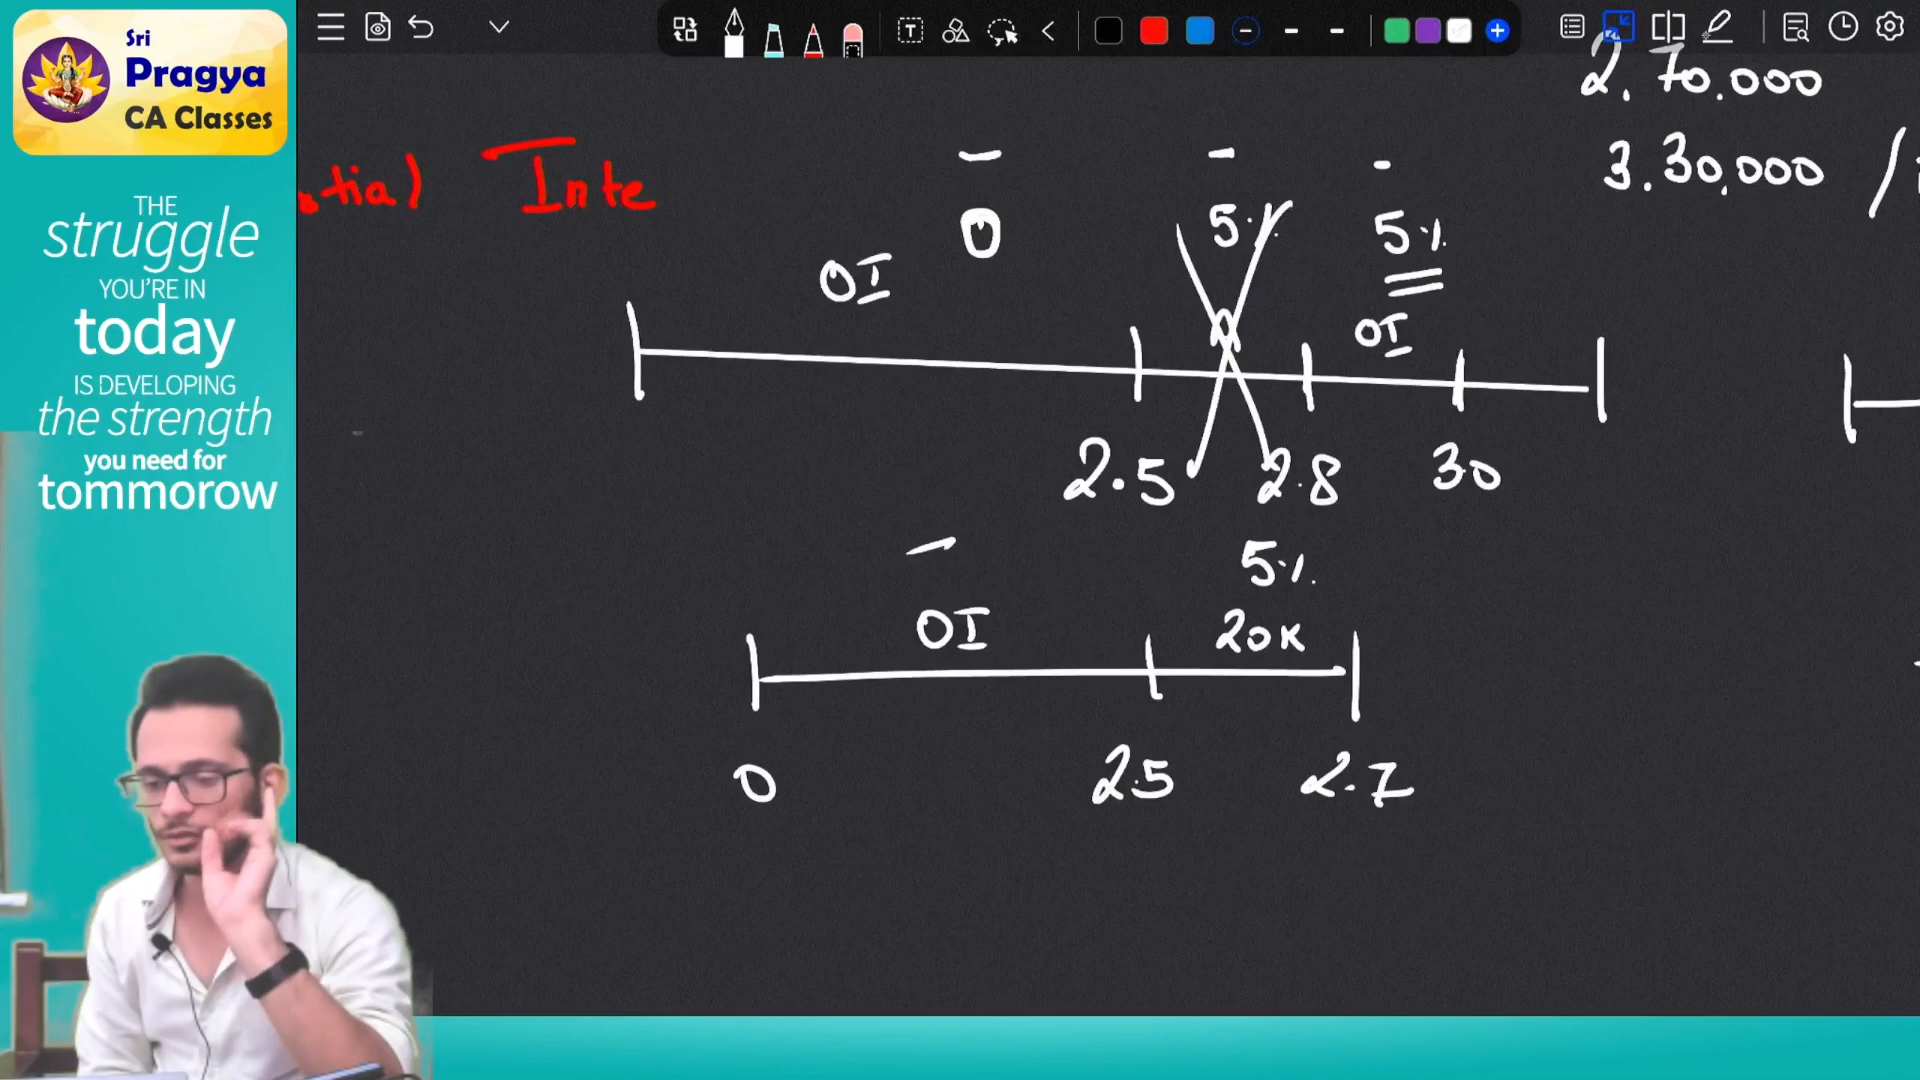 Sri
Pragya
CA Classes
THE
struggle
YOU'RE IN
today
IS DEVELOPING
the strength
you need for
tommorow
2.70.000
3.30,000
tial Inte
0
5%
5%
OI
OI
2.5 2.8 30
5%
OI 20K
0 2.5 2.7